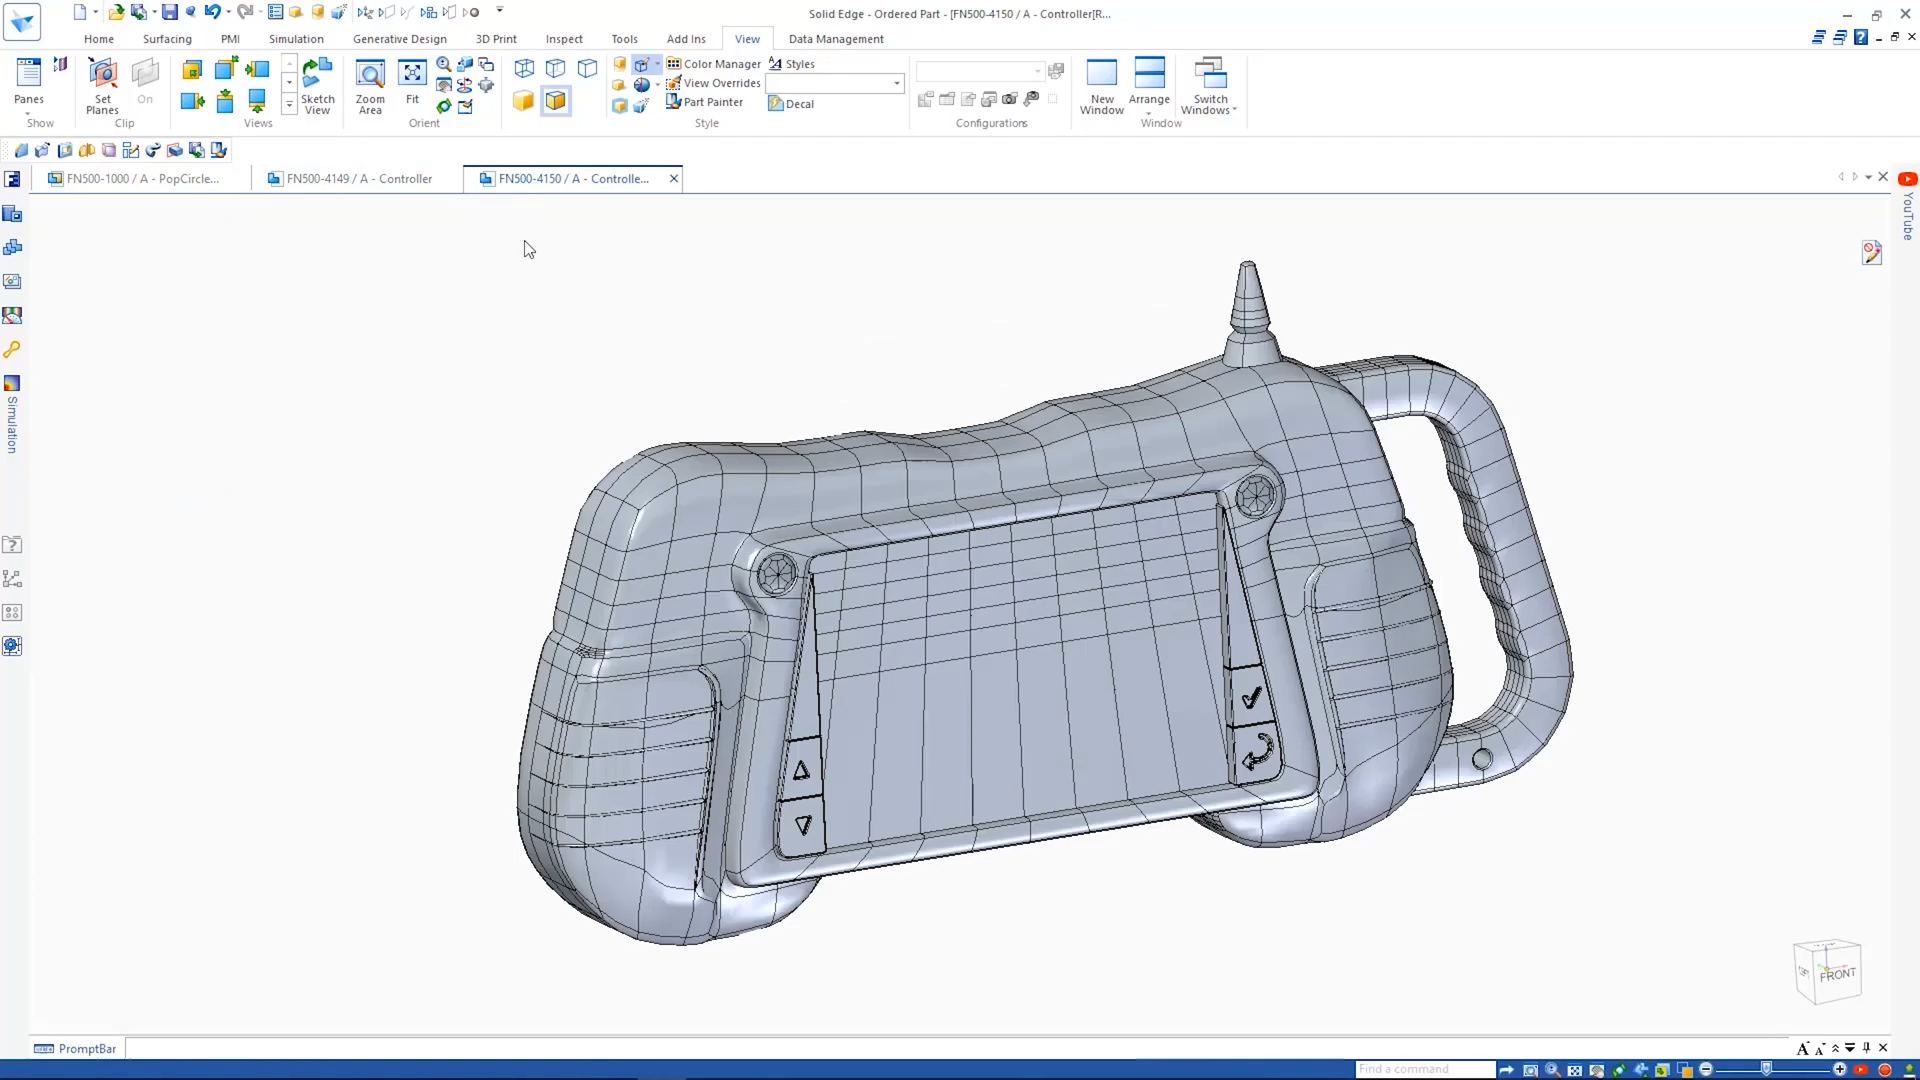 Solid Edge - Ordered Part - [FN500-4150 / A - Controller[R...
Home Surfacing PMI Simulation Generative Design 3D Print Inspect Tools Add Ins View Data Management
Panes
Set Planes
On
Sketch View
Zoom Area
Fit
Color Manager
Styles
View Overrides
Part Painter
Decal
New Window
Arrange
Switch Windows
Show Clip Views Orient Style Configurations Window
FN500-1000 / A - PopCircle...
FN500-4149 / A - Controller
FN500-4150 / A - Controlle...
YouTube
Simulation
FRONT
PromptBar
Find a command